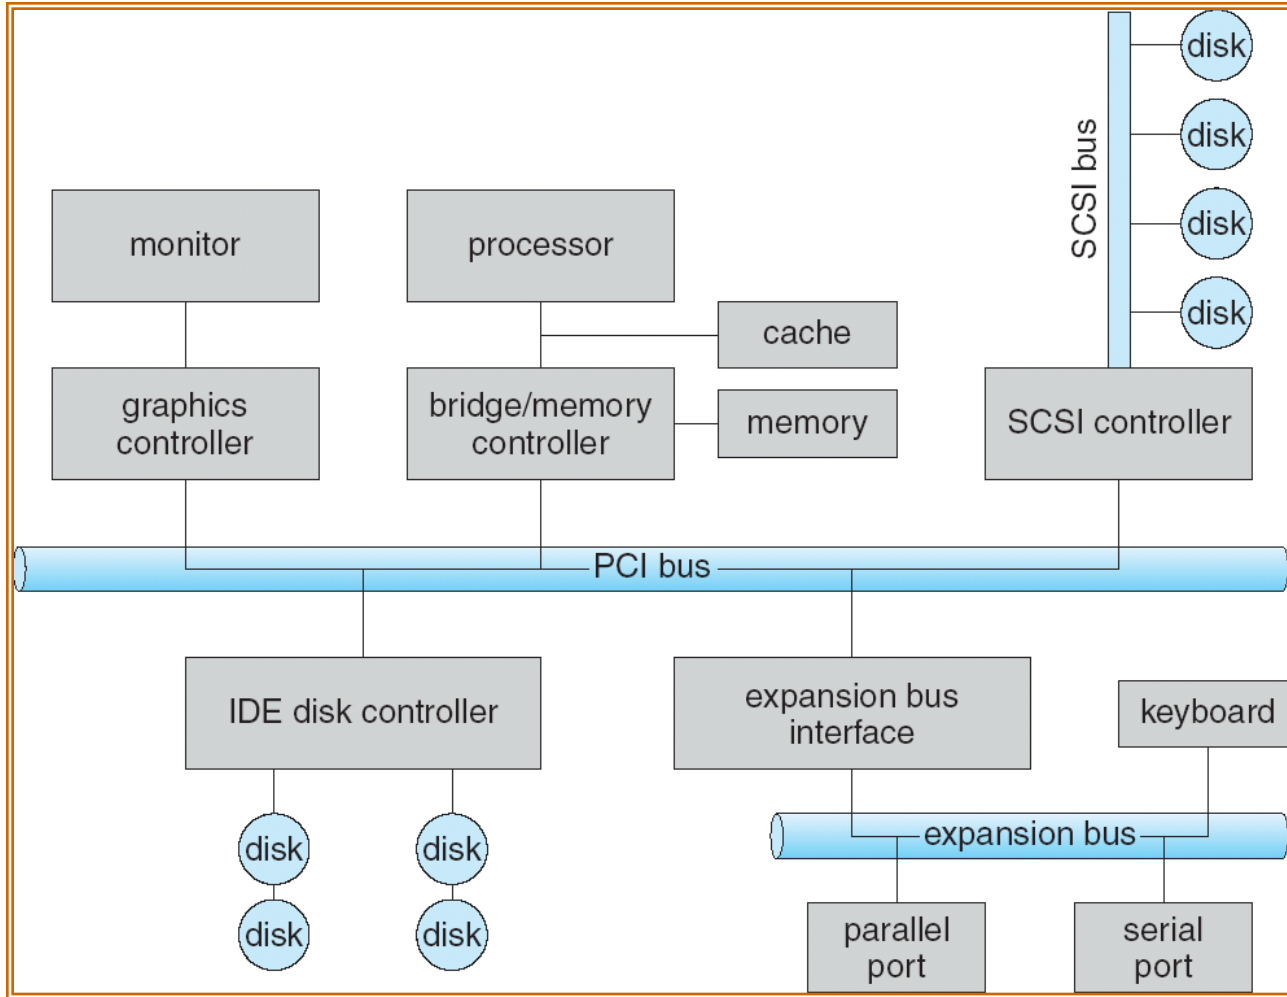 disk
disk
disk
disk
SCSI bus
monitor
processor
cache
graphics
controller
bridge/memory
controller
memory
SCSI controller
PCI bus
IDE disk controller
expansion bus
interface
keyboard
disk
disk
disk
disk
expansion bus
parallel
port
serial
port